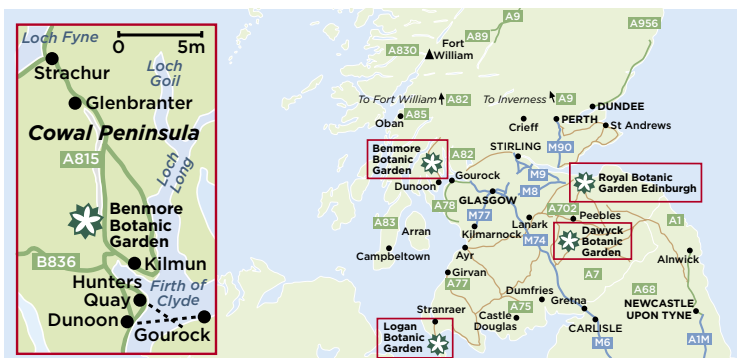 Loch Fyne
0 5m
Strachur
Loch
Goil
Glenbranter
Cowal Peninsula
A815
Loch
Long
Benmore
Botanic
Garden
B836
Kilmun
Hunters
Quay
Firth of
Clyde
Dunoon
Gourock
A9
A956
A89
A830
Fort
William
To Fort William
A82
To Inverness
A9
A85
Oban
DUNDEE
Crieff
PERTH
St Andrews
M90
STIRLING
Benmore
Botanic
Garden
A82
Gourock
Dunoon
M9
M8
Royal Botanic
Garden Edinburgh
GLASGOW
A78
M77
A702
Peebles
Lanark
A1
A83
Arran
Kilmarnock
M74
Dawyck
Botanic
Garden
Campbeltown
Ayr
Alnwick
A7
Girvan
A77
A68
Dumfries
Stranraer
A75
Gretna
NEWCASTLE
UPON TYNE
Castle
Douglas
CARLISLE
Logan
Botanic
Garden
M6
A1M